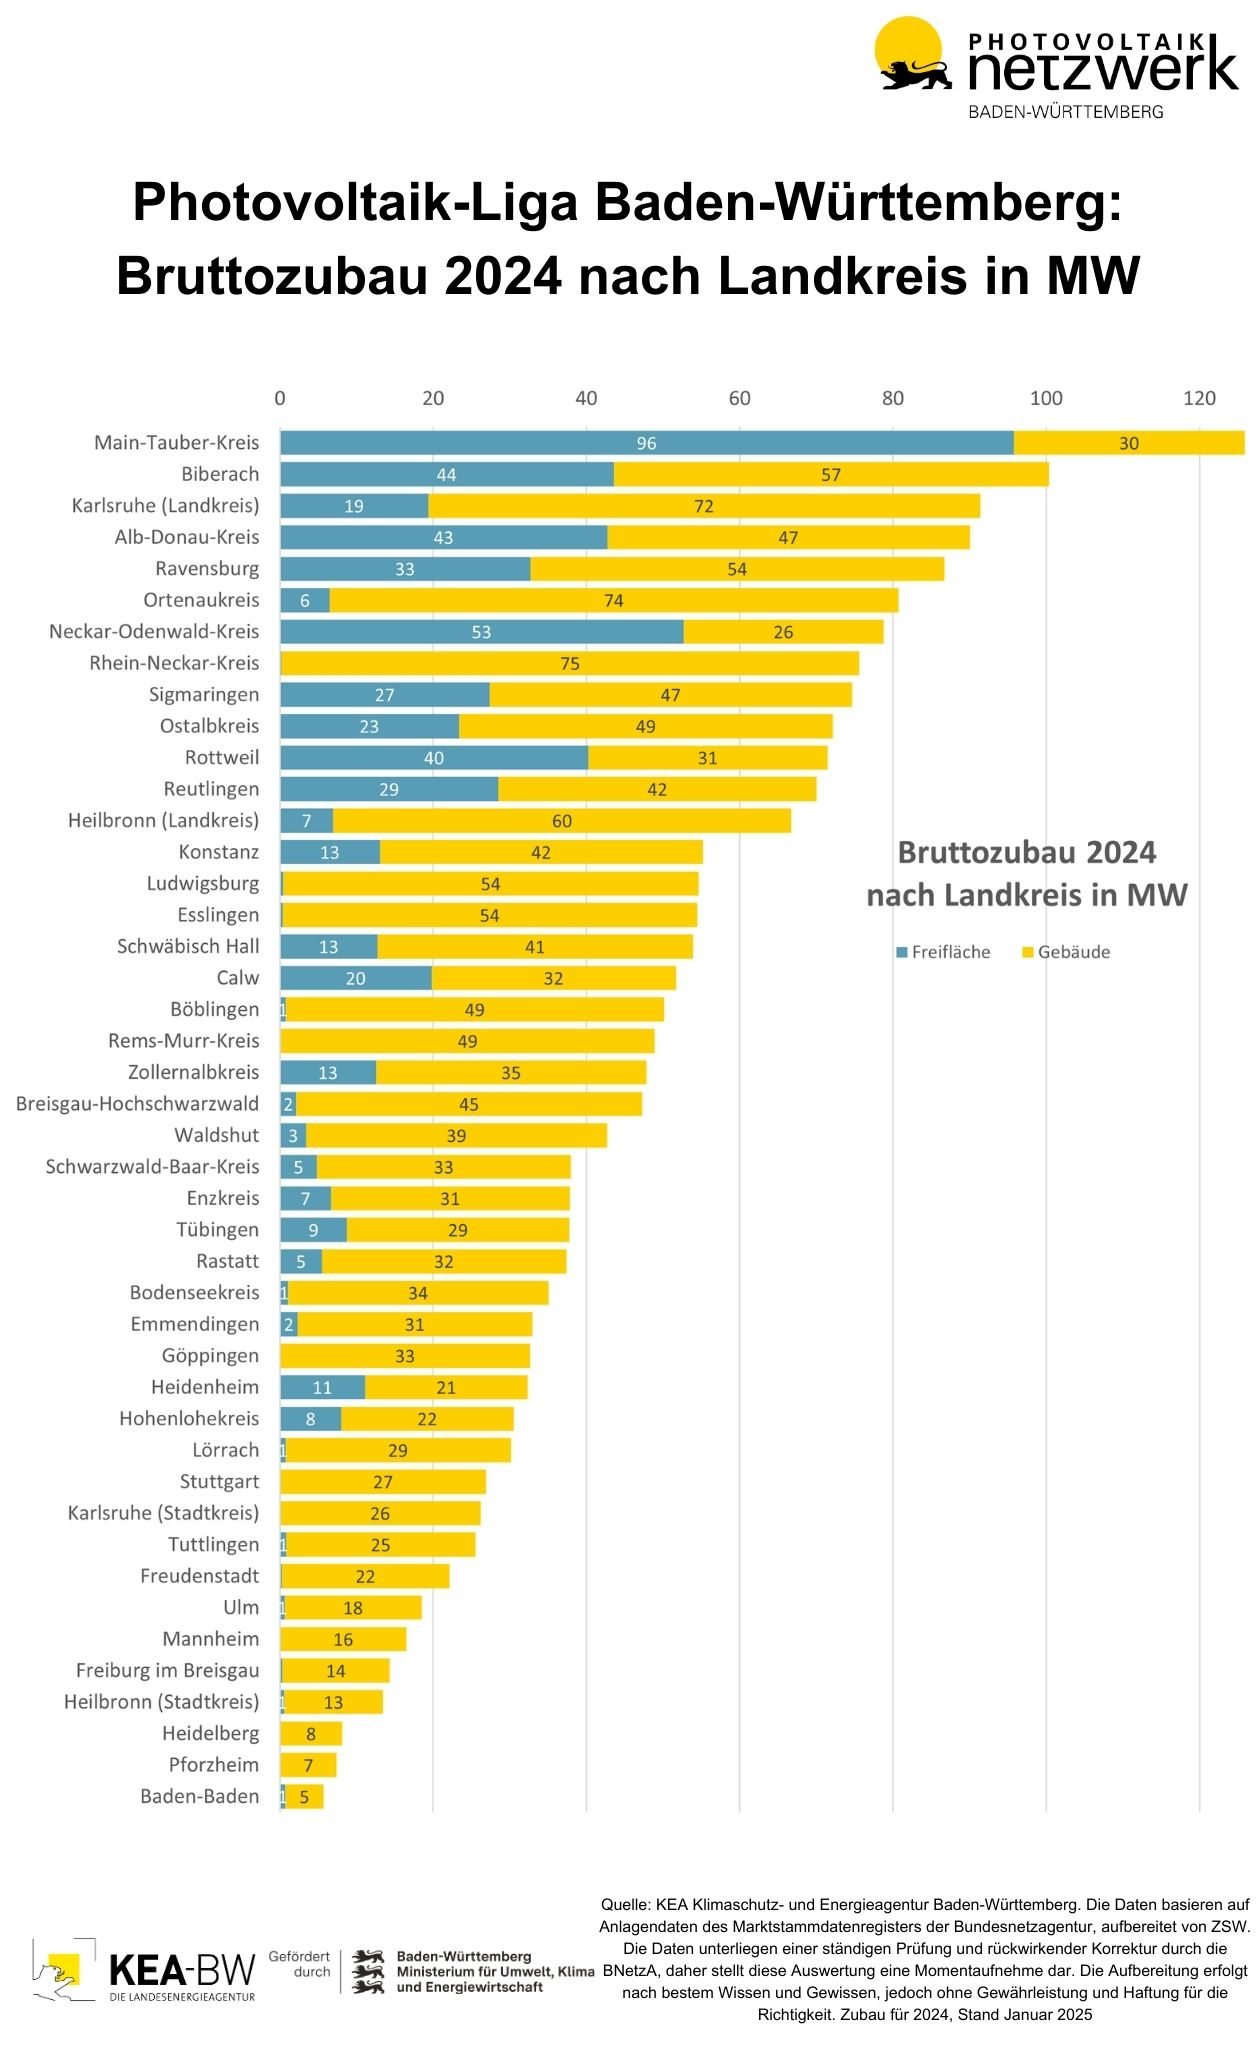 PHOTOVOLTAIK
netzwerk
BADEN-WÜRTTEMBERG
Photovoltaik-Liga Baden-Württemberg:
Bruttozubau 2024 nach Landkreis in MW
0 20 40 60 80 100 120
Main-Tauber-Kreis 96 30
Biberach 44 57
Karlsruhe (Landkreis) 19 72
Alb-Donau-Kreis 43 47
Ravensburg 33 54
Ortenaukreis 6 74
Neckar-Odenwald-Kreis 53 26
Rhein-Neckar-Kreis 75
Sigmaringen 27 47
Ostalbkreis 23 49
Rottweil 40 31
Reutlingen 29 42
Heilbronn (Landkreis) 7 60
Konstanz 13 42
Ludwigsburg 54
Esslingen 54
Schwäbisch Hall 13 41
Calw 20 32
Böblingen 1 49
Rems-Murr-Kreis 49
Zollernalbkreis 13 35
Breisgau-Hochschwarzwald 2 45
Waldshut 3 39
Schwarzwald-Baar-Kreis 5 33
Enzkreis 7 31
Tübingen 9 29
Rastatt 5 32
Bodenseekreis 1 34
Emmendingen 2 31
Göppingen 33
Heidenheim 11 21
Hohenlohekreis 8 22
Lörrach 1 29
Stuttgart 27
Karlsruhe (Stadtkreis) 26
Tuttlingen 1 25
Freudenstadt 22
Ulm 1 18
Mannheim 16
Freiburg im Breisgau 14
Heilbronn (Stadtkreis) 1 13
Heidelberg 8
Pforzheim 7
Baden-Baden 1 5
Bruttozubau 2024
nach Landkreis in MW
Freifläche Gebäude
KEA-BW
DIE LANDESENERGIEAGENTUR
Gefördert
durch
Baden-Württemberg
Ministerium für Umwelt, Klima
und Energiewirtschaft
Quelle: KEA Klimaschutz- und Energieagentur Baden-Württemberg. Die Daten basieren auf
Anlagendaten des Marktstammdatenregisters der Bundesnetzagentur, aufbereitet von ZSW.
Die Daten unterliegen einer ständigen Prüfung und rückwirkender Korrektur durch die
BNetzA, daher stellt diese Auswertung eine Momentaufnahme dar. Die Aufbereitung erfolgt
nach bestem Wissen und Gewissen, jedoch ohne Gewährleistung und Haftung für die
Richtigkeit. Zubau für 2024, Stand Januar 2025